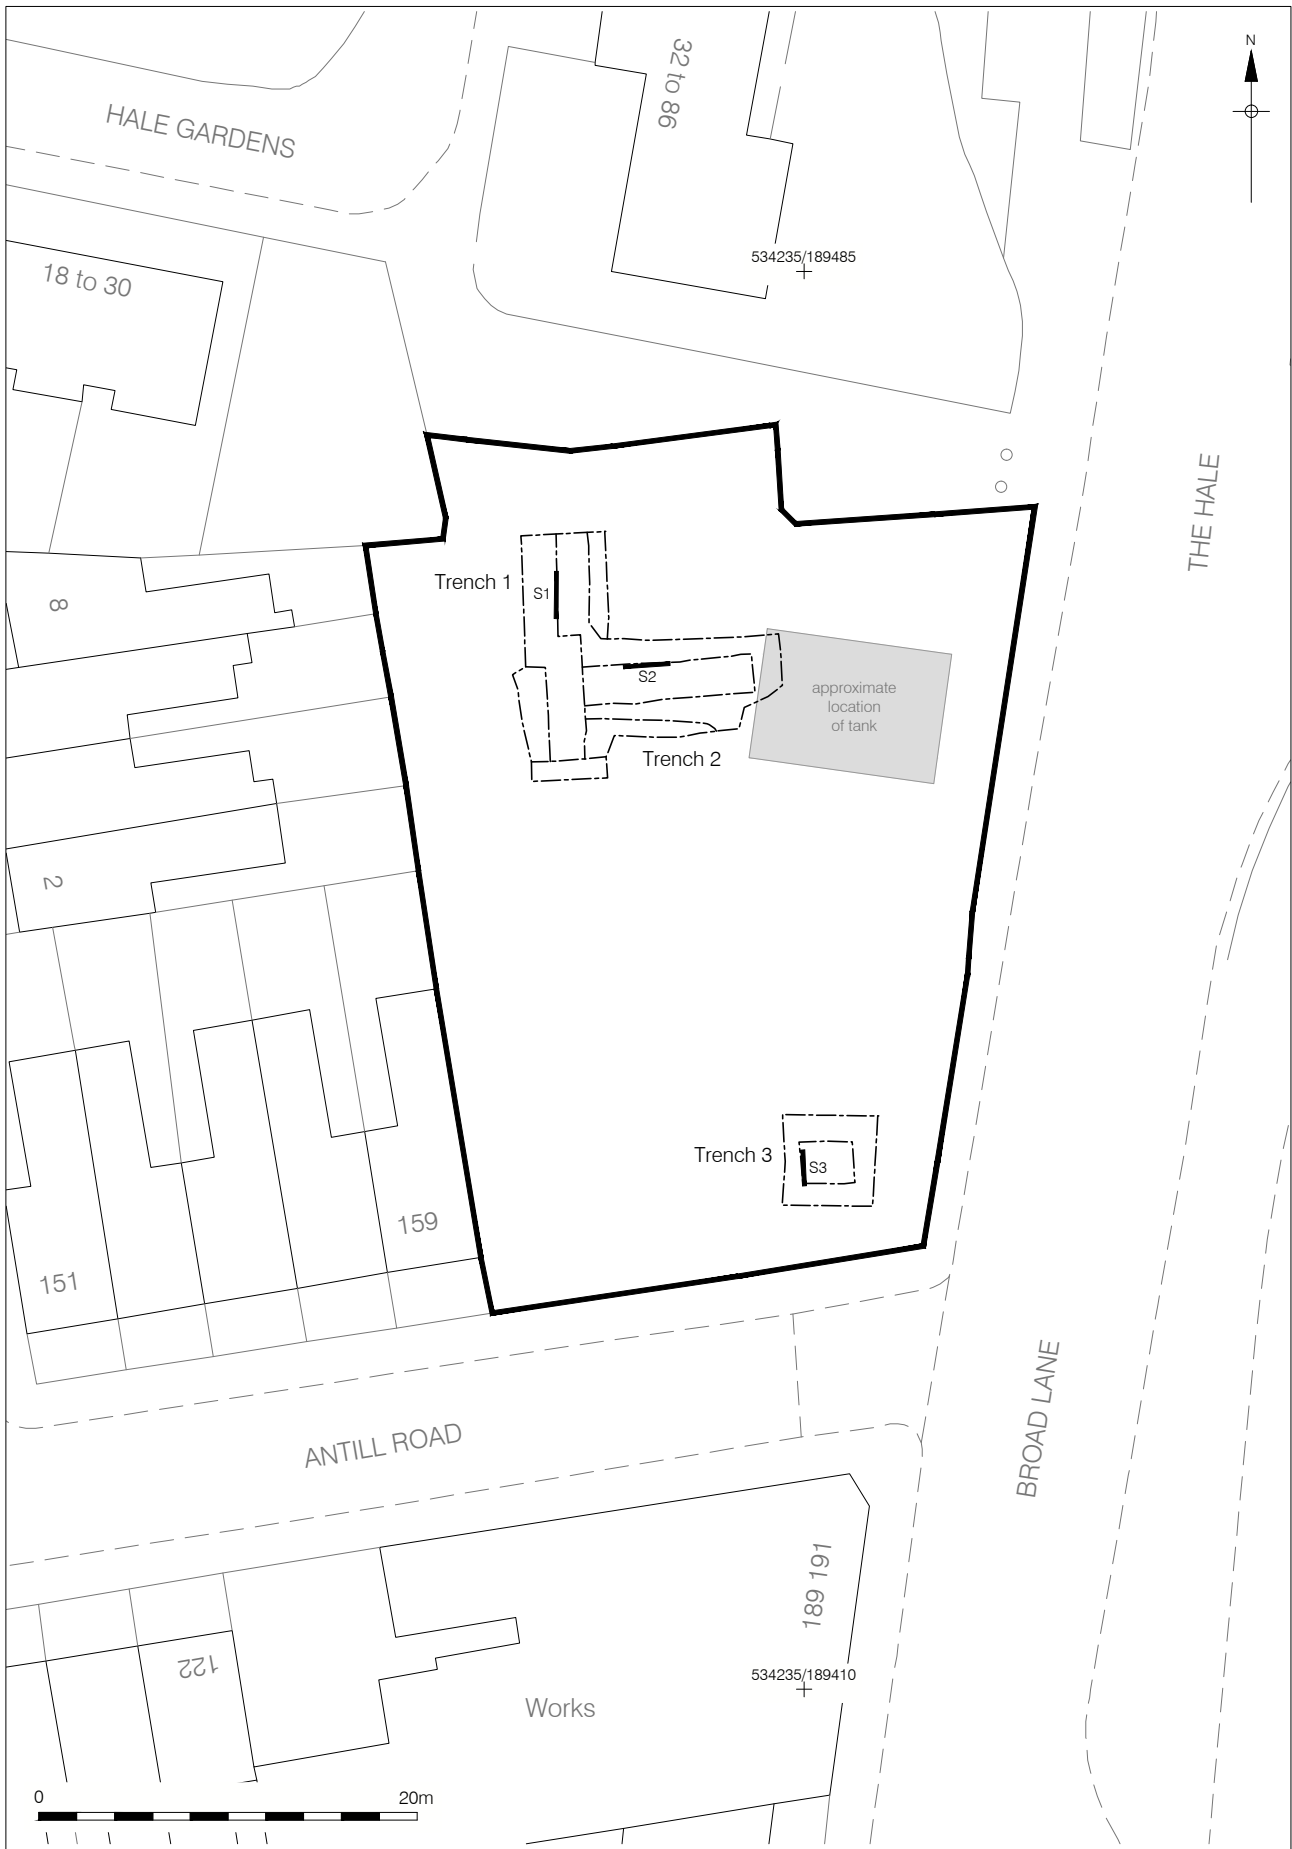 N
32 to 86
HALE GARDENS
534235/189485
18 to 30
THE HALE
Trench 1
S1
8
S2
approximate
location
of tank
Trench 2
2
Trench 3
S3
159
151
BROAD LANE
ANTILL ROAD
189 191
122
534235/189410
Works
0
20m